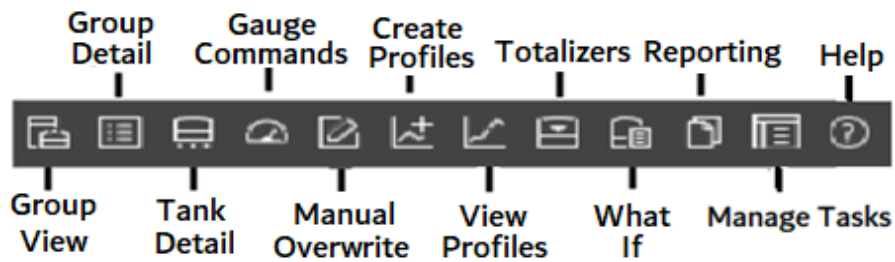 Group
Detail
Gauge
Commands
Create
Profiles
Totalizers
Reporting
Help
Group
View
Tank
Detail
Manual
Overwrite
View
Profiles
What
If
Manage Tasks